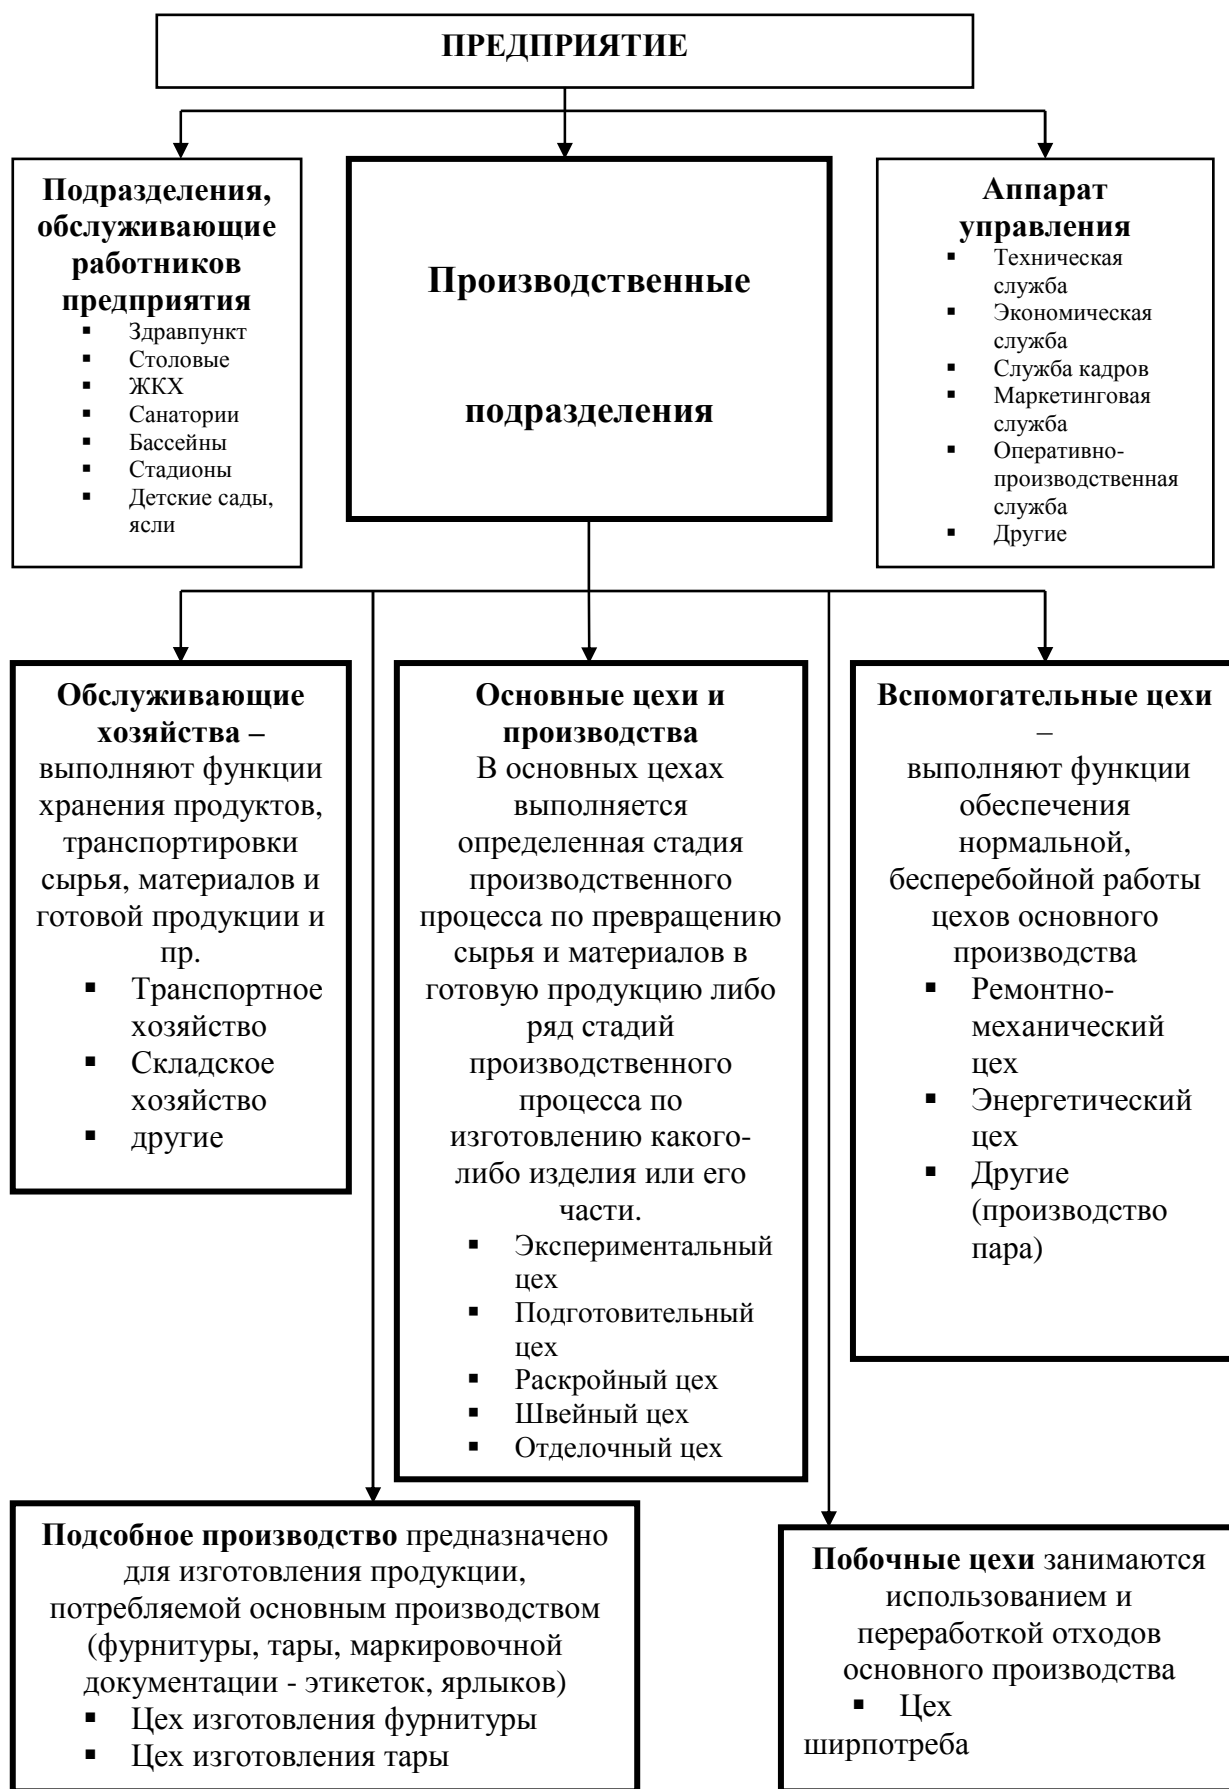 ПРЕДПРИЯТИЕ
Подразделения,
обслуживающие
работников
предприятия
▪ Здравпункт
▪ Столовые
▪ ЖКХ
▪ Санатории
▪ Бассейны
▪ Стадионы
▪ Детские сады,
ясли
Производственные
подразделения
Аппарат
управления
▪ Техническая
служба
▪ Экономическая
служба
▪ Служба кадров
▪ Маркетинговая
служба
▪ Оперативно-
производственная
служба
▪ Другие
Обслуживающие
хозяйства –
выполняют функции
хранения продуктов,
транспортировки
сырья, материалов и
готовой продукции и
пр.
▪ Транспортное
хозяйство
▪ Складское
хозяйство
▪ другие
Основные цехи и
производства
В основных цехах
выполняется
определенная стадия
производственного
процесса по превращению
сырья и материалов в
готовую продукцию либо
ряд стадий
производственного
процесса по
изготовлению какого-
либо изделия или его
части.
▪ Экспериментальный
цех
▪ Подготовительный
цех
▪ Раскройный цех
▪ Швейный цех
▪ Отделочный цех
Вспомогательные цехи
–
выполняют функции
обеспечения
нормальной,
бесперебойной работы
цехов основного
производства
▪ Ремонтно-
механический
цех
▪ Энергетический
цех
▪ Другие
(производство
пара)
Подсобное производство предназначено
для изготовления продукции,
потребляемой основным производством
(фурнитуры, тары, маркировочной
документации - этикеток, ярлыков)
▪ Цех изготовления фурнитуры
▪ Цех изготовления тары
Побочные цехи занимаются
использованием и
переработкой отходов
основного производства
▪ Цех
ширпотреба